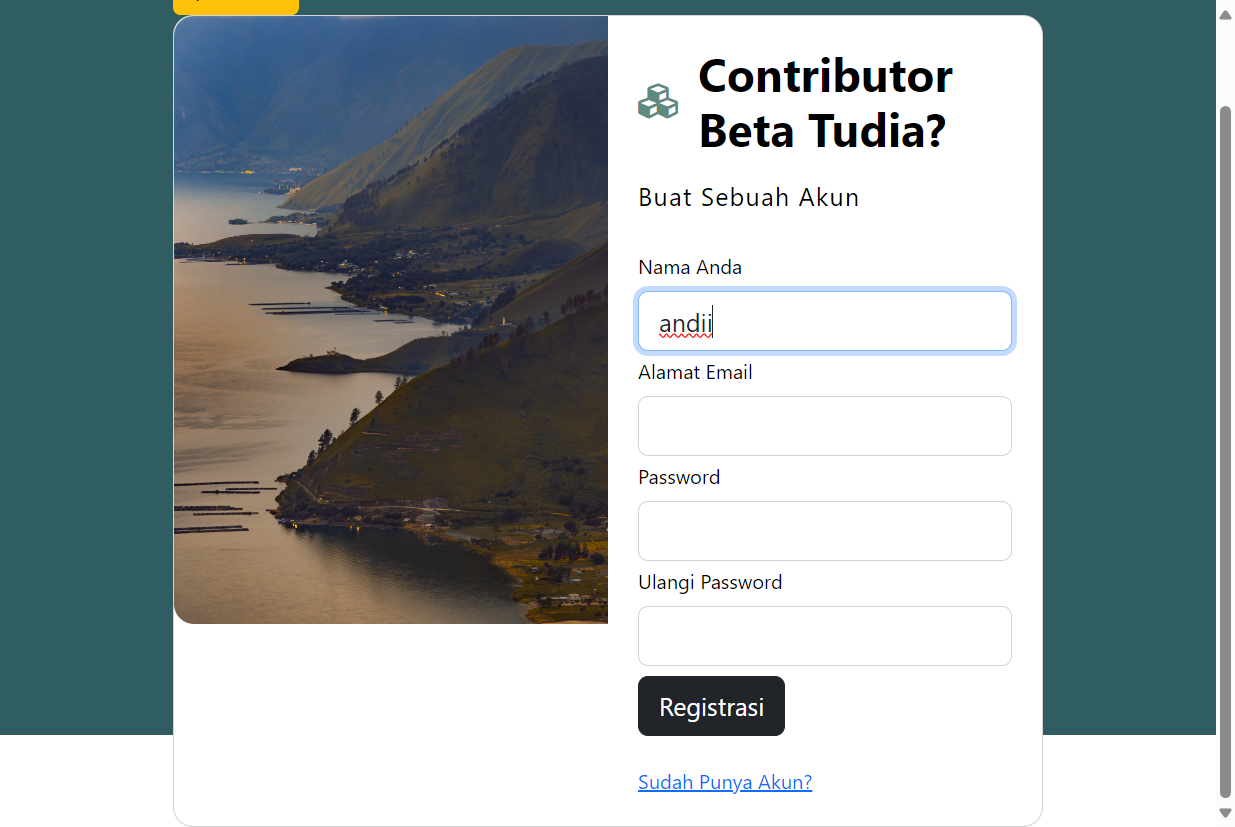 Contributor
Beta Tudia?
Buat Sebuah Akun
Nama Anda
andii
Alamat Email
Password
Ulangi Password
Registrasi
Sudah Punya Akun?